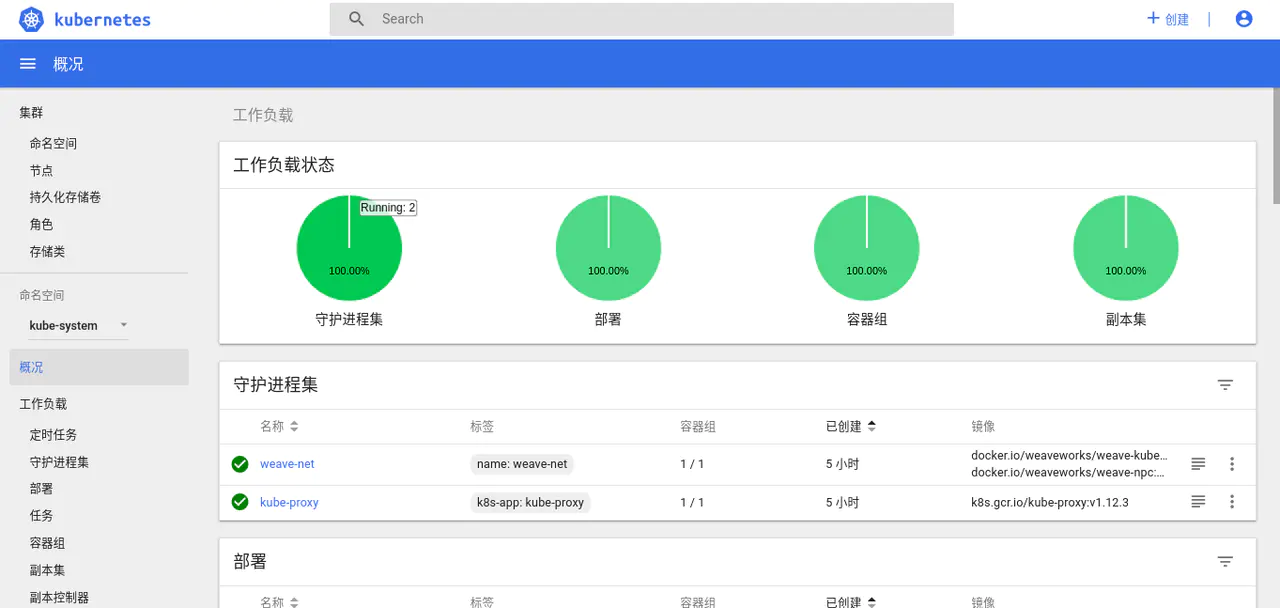 kubernetes
Search
+ 创建 |
概况
集群
命名空间
节点
持久化存储卷
角色
存储类
命名空间
kube-system
概况
工作负载
定时任务
守护进程集
部署
任务
容器组
副本集
副本控制器
工作负载
工作负载状态
Running: 2
100.00% 100.00% 100.00% 100.00%
守护进程集 部署 容器组 副本集
守护进程集
名称 标签 容器组 已创建 镜像
weave-net name: weave-net 1 / 1 5 小时 docker.io/weaveworks/weave-kube…
docker.io/weaveworks/weave-npc:…
kube-proxy k8s-app: kube-proxy 1 / 1 5 小时 k8s.gcr.io/kube-proxy:v1.12.3
部署
名称 标签 容器组 已创建 镜像